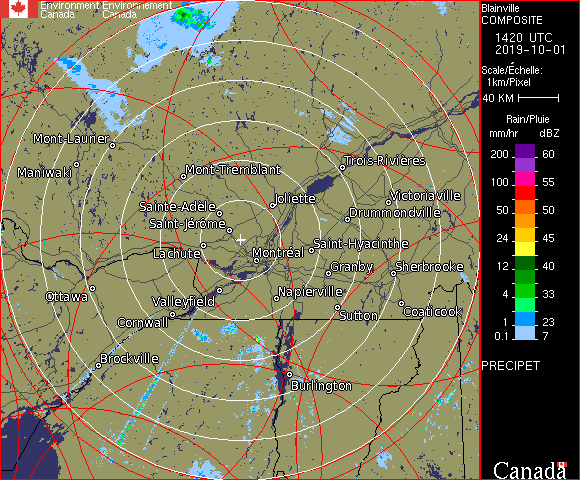 Environment Environnement
Canada Canada
Blainville
COMPOSITE
1420 UTC
2019-10-01
Scale/Échelle:
1km/Pixel
40 KM
Rain/Pluie
mm/hr dBZ
200 60
100 55
50 50
24 45
12 40
4 33
1 23
0.1 7
PRECIPET
Canada
Mont-Laurier
Maniwaki
Mont-Tremblant
Trois-Rivières
Joliette
Victoriaville
Sainte-Adèle
Drummondville
Saint-Jérôme
Lachute
Montréal
Saint-Hyacinthe
Granby
Sherbrooke
Ottawa
Valleyfield
Napierville
Coaticook
Cornwall
Sutton
Brockville
Burlington